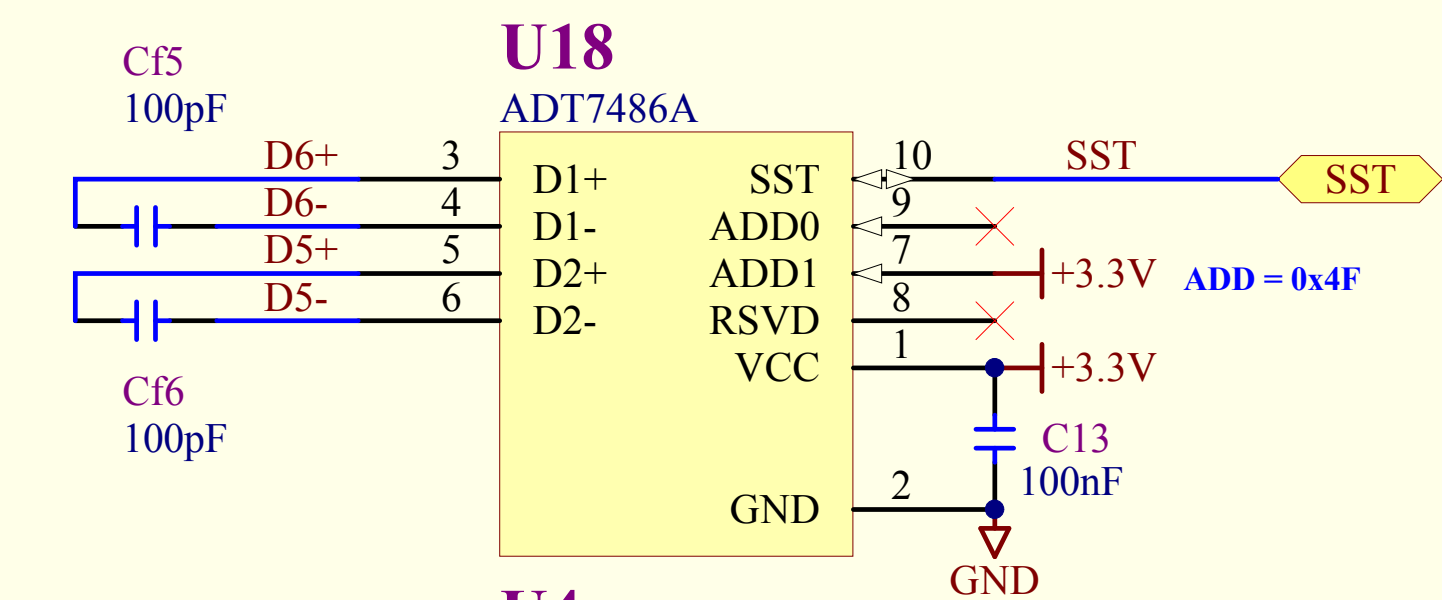 U18
ADT7486A
Cf5
100pF
D6+ 3 D1+
D6- 4 D1-
D5+ 5 D2+
D5- 6 D2-
Cf6
100pF
SST 10 SST SST
ADD0 9
ADD1 7 +3.3V ADD = 0x4F
RSVD 8
VCC 1 +3.3V
C13
100nF
GND 2
GND